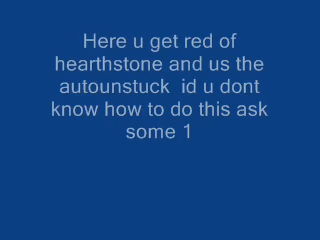 Here u get red of
hearthstone and us the
autounstuck id u dont
know how to do this ask
some 1